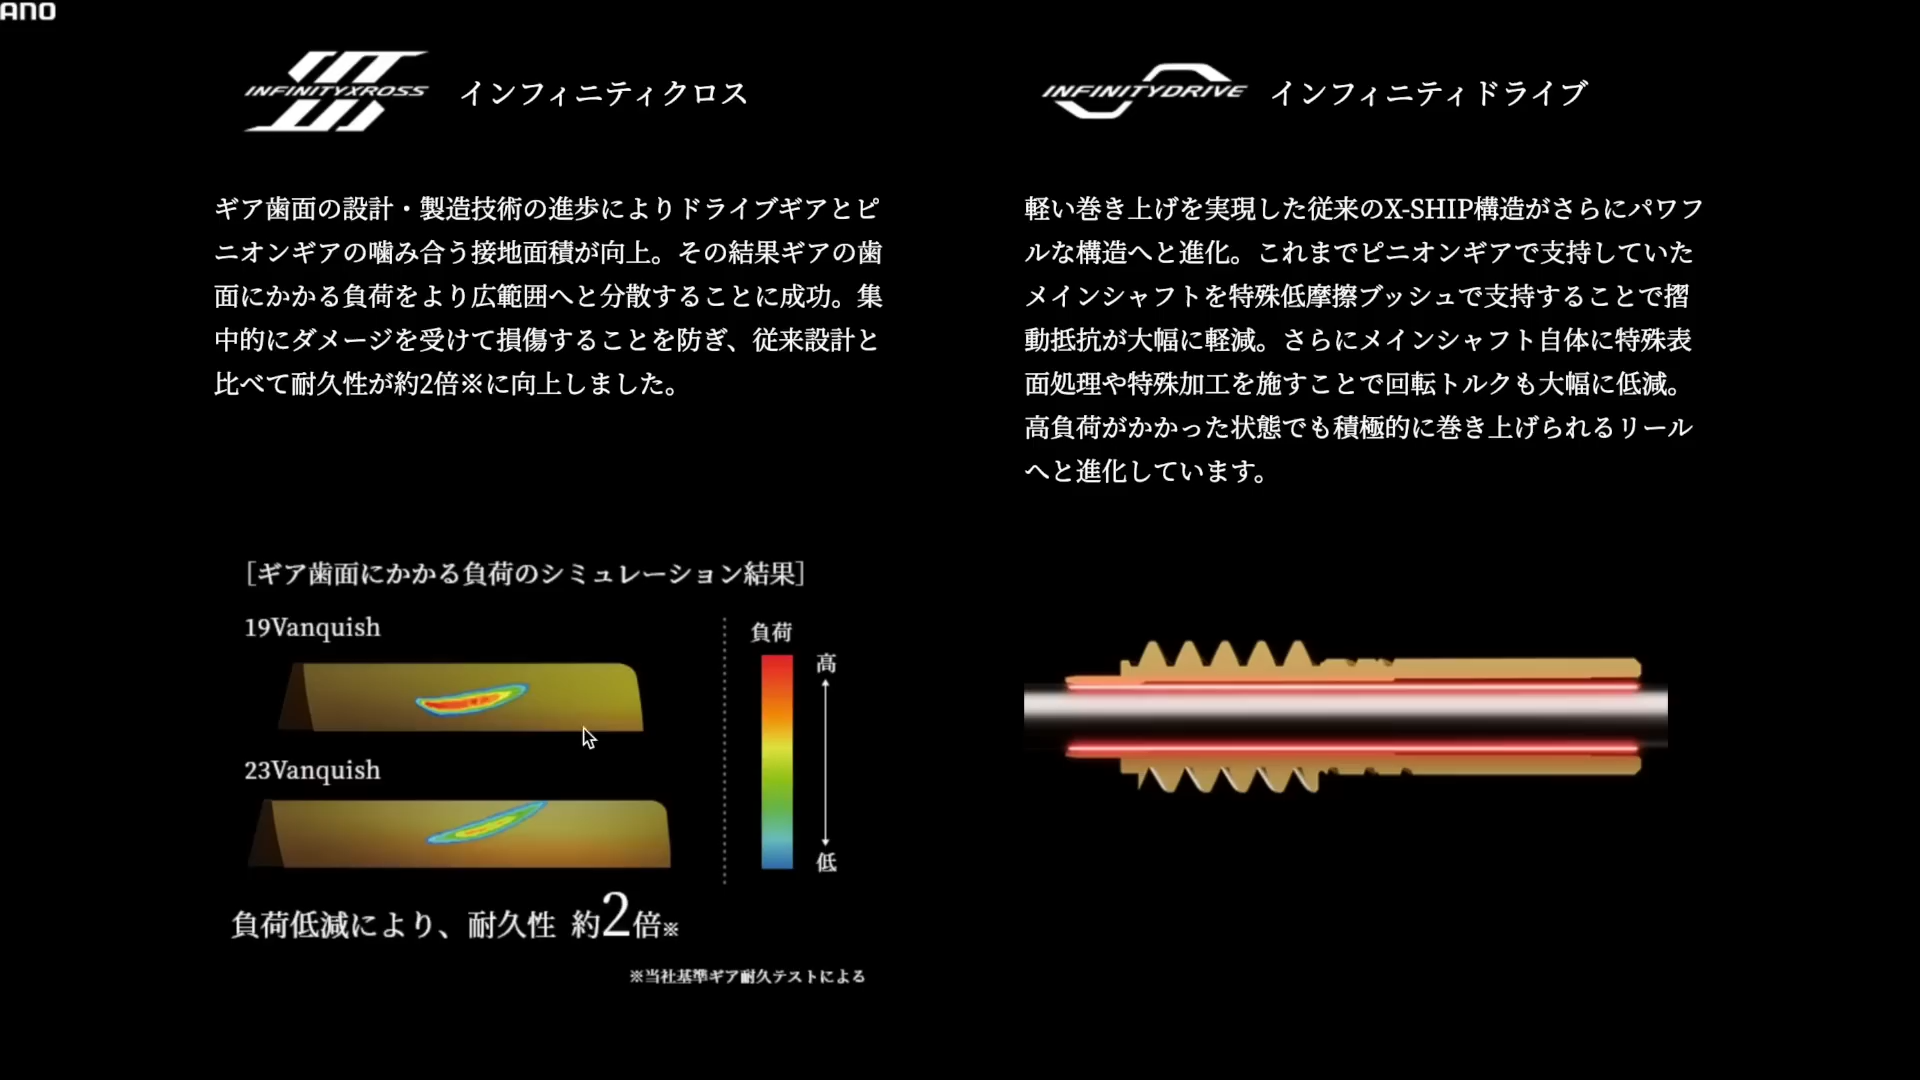 ANO
INFINITYXROSS
インフィニティクロス
ギア歯面の設計・製造技術の進歩によりドライブギアとピ
ニオンギアの噛み合う接地面積が向上。その結果ギアの歯
面にかかる負荷をより広範囲へと分散することに成功。集
中的にダメージを受けて損傷することを防ぎ、従来設計と
比べて耐久性が約2倍※に向上しました。
[ギア歯面にかかる負荷のシミュレーション結果]
19Vanquish
23Vanquish
負荷
高
低
負荷低減により、耐久性 約2倍※
※当社基準ギア耐久テストによる
INFINITYDRIVE
インフィニティドライブ
軽い巻き上げを実現した従来のX-SHIP構造がさらにパワフ
ルな構造へと進化。これまでピニオンギアで支持していた
メインシャフトを特殊低摩擦ブッシュで支持することで摺
動抵抗が大幅に軽減。さらにメインシャフト自体に特殊表
面処理や特殊加工を施すことで回転トルクも大幅に低減。
高負荷がかかった状態でも積極的に巻き上げられるリール
へと進化しています。